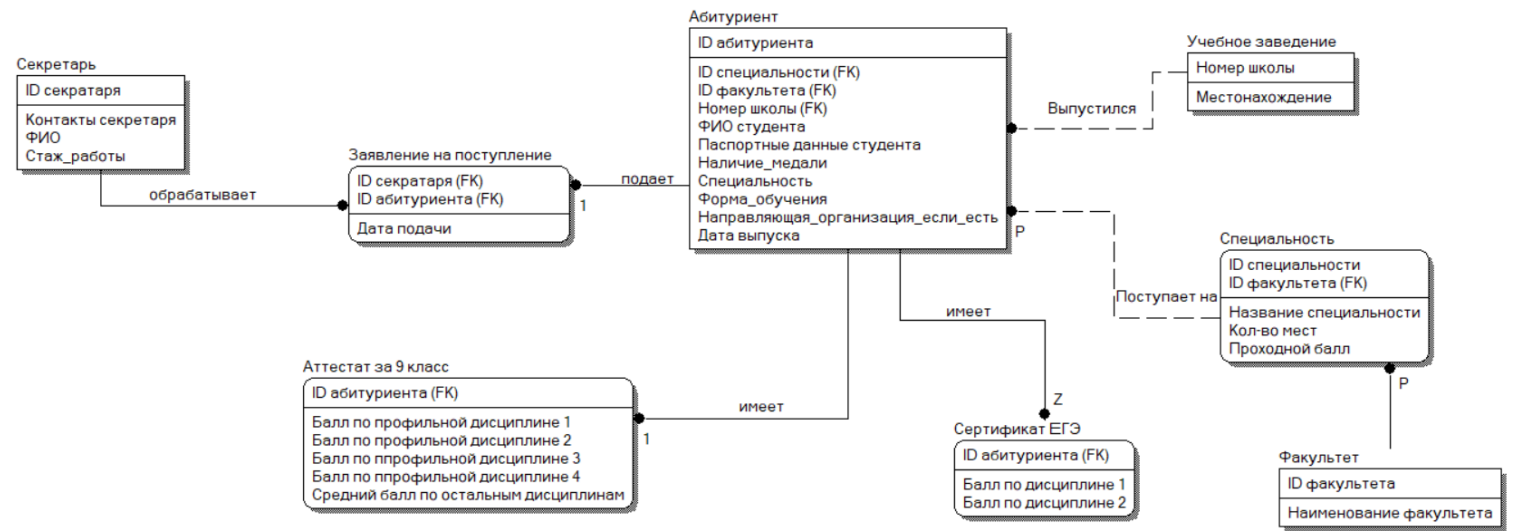 Секретарь
ID секратаря
Контакты секретаря
ФИО
Стаж_работы
обрабатывает
Заявление на поступление
ID секратаря (FK)
ID абитуриента (FK)
Дата подачи
1
подает
Абитуриент
ID абитуриента
ID специальности (FK)
ID факультета (FK)
Номер школы (FK)
ФИО студента
Паспортные данные студента
Наличие_медали
Специальность
Форма_обучения
Направляющая_организация_если_есть
Дата выпуска
Выпустился
Учебное заведение
Номер школы
Местонахождение
P
Поступает на
Специальность
ID специальности
ID факультета (FK)
Название специальности
Кол-во мест
Проходной балл
P
Факультет
ID факультета
Наименование факультета
имеет
Z
Сертификат ЕГЭ
ID абитуриента (FK)
Балл по дисциплине 1
Балл по дисциплине 2
имеет
1
Аттестат за 9 класс
ID абитуриента (FK)
Балл по профильной дисциплине 1
Балл по профильной дисциплине 2
Балл по ппрофильной дисциплине 3
Балл по ппрофильной дисциплине 4
Средний балл по остальным дисциплинам